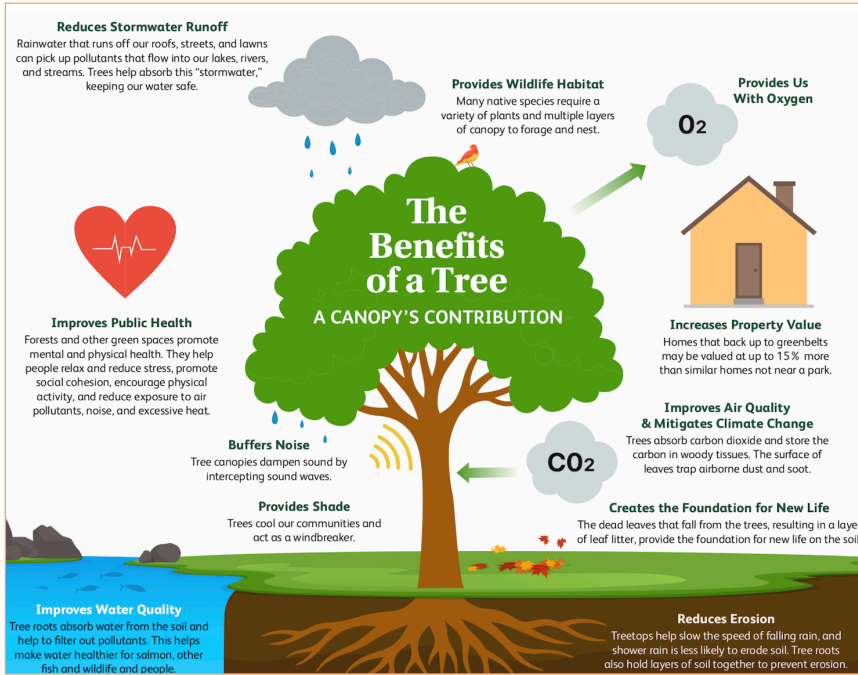 Reduces Stormwater Runoff
Rainwater that runs off our roofs, streets, and lawns
can pick up pollutants that flow into our lakes, rivers,
and streams. Trees help absorb this “stormwater,”
keeping our water safe.
Provides Wildlife Habitat
Many native species require a
variety of plants and multiple layers
of canopy to forage and nest.
Provides Us
With Oxygen
O2
The
Benefits
of a Tree
A CANOPY’S CONTRIBUTION
Improves Public Health
Forests and other green spaces promote
mental and physical health. They help
people relax and reduce stress, promote
social cohesion, encourage physical
activity, and reduce exposure to air
pollutants, noise, and excessive heat.
Increases Property Value
Homes that back up to greenbelts
may be valued at up to 15% more
than similar homes not near a park.
Improves Air Quality
& Mitigates Climate Change
Trees absorb carbon dioxide and store the
carbon in woody tissues. The surface of
leaves trap airborne dust and soot.
Buffers Noise
Tree canopies dampen sound by
intercepting sound waves.
CO2
Provides Shade
Trees cool our communities and
act as a windbreaker.
Creates the Foundation for New Life
The dead leaves that fall from the trees, resulting in a laye
of leaf litter, provide the foundation for new life on the soil
Improves Water Quality
Tree roots absorb water from the soil and
help to filter out pollutants. This helps
make water healthier for salmon, other
fish and wildlife and people.
Reduces Erosion
Treetops help slow the speed of falling rain, and
shower rain is less likely to erode soil. Tree roots
also hold layers of soil together to prevent erosion.